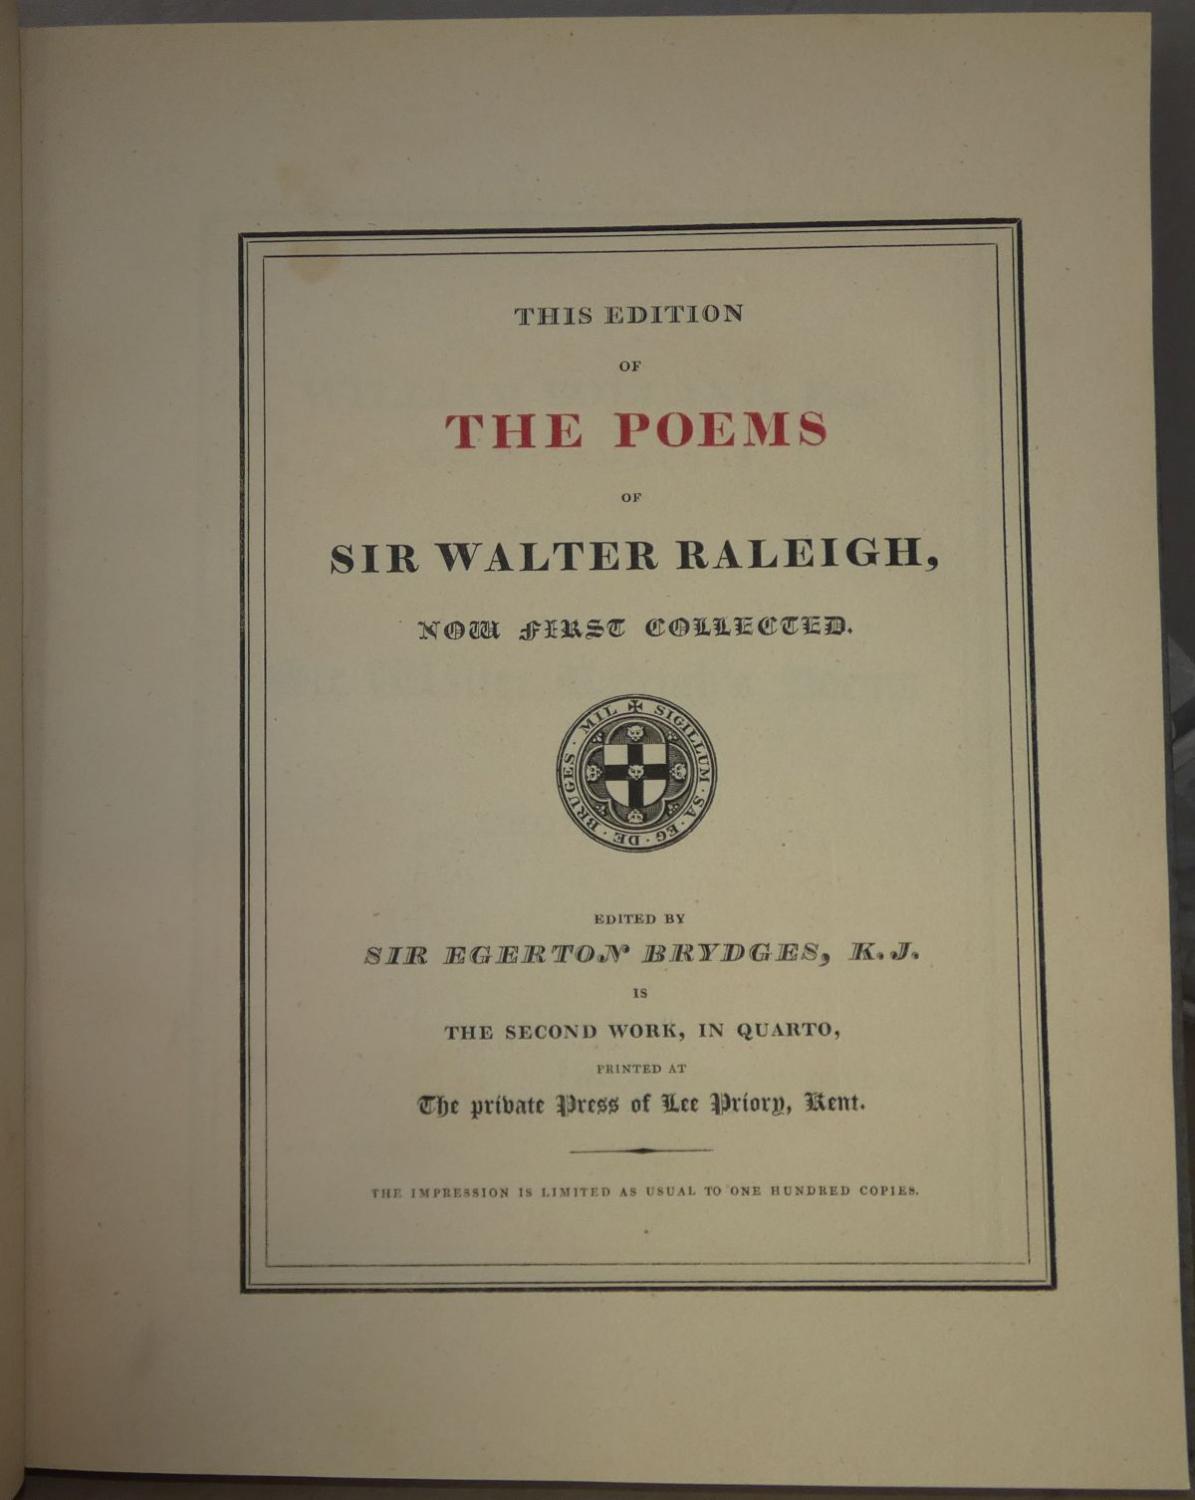 THIS EDITION
OF
THE POEMS
OF
SIR WALTER RALEIGH,
NOW FIRST COLLECTED.
✠ SIGILLUM · SA · EG · DE · BRUGES · MIL
EDITED BY
SIR EGERTON BRYDGES, K.J.
IS
THE SECOND WORK, IN QUARTO,
PRINTED AT
The private Press of Lee Priory, Kent.
THE IMPRESSION IS LIMITED AS USUAL TO ONE HUNDRED COPIES.